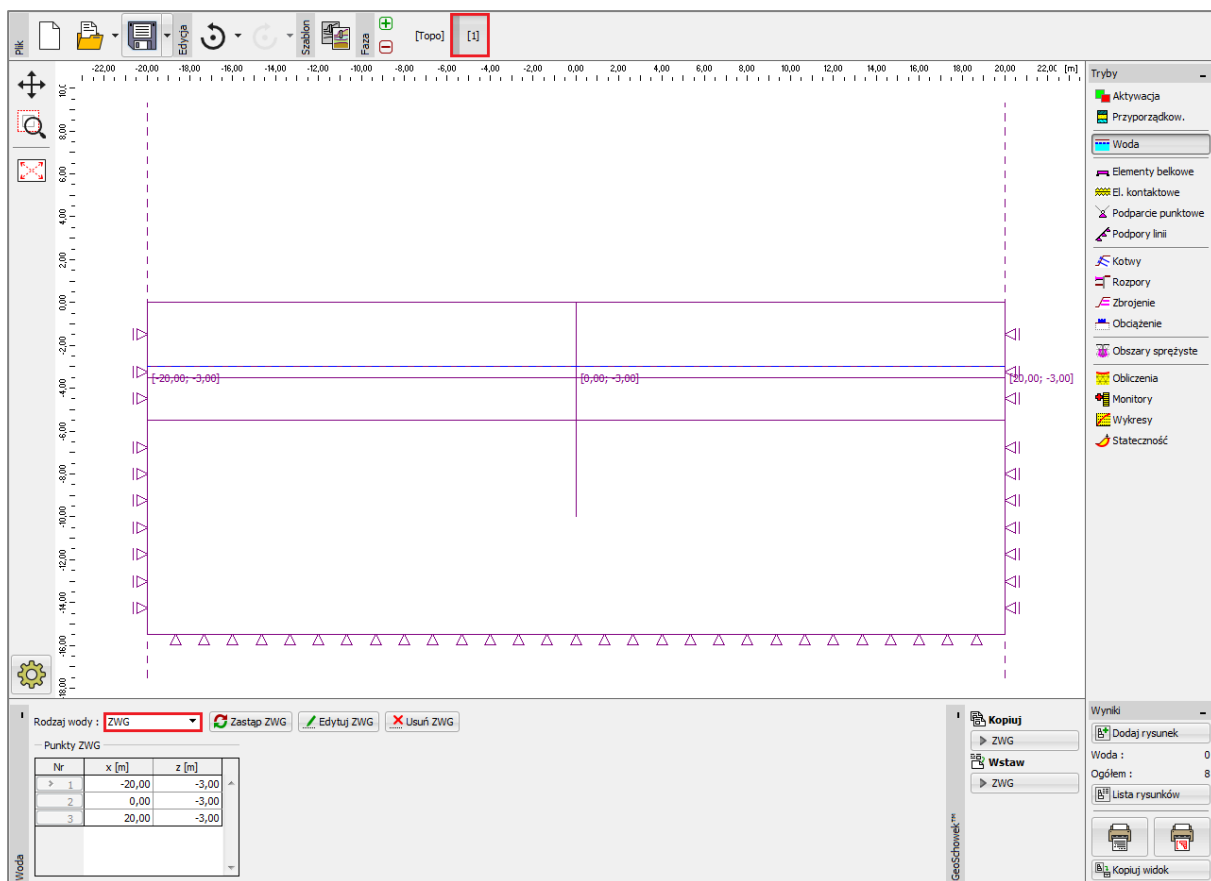 Plik
Edycja
Szablon
Faza
[Topo]
[1]
-22,00 -20,00 -18,00 -16,00 -14,00 -12,00 -10,00 -8,00 -6,00 -4,00 -2,00 0,00 2,00 4,00 6,00 8,00 10,00 12,00 14,00 16,00 18,00 20,00 22,00 [m]
8,00
6,00
4,00
2,00
0,00
-2,00
-4,00
-6,00
-8,00
-10,00
-12,00
-14,00
-16,00
-18,00
[-20,00; -3,00]
[0,00; -3,00]
[20,00; -3,00]
Tryby
Aktywacja
Przyporządkow.
Woda
Elementy belkowe
El. kontaktowe
Podparcie punktowe
Podpory linii
Kotwy
Rozpory
Zbrojenie
Obciążenie
Obszary sprężyste
Obliczenia
Monitory
Wykresy
Stateczność
Woda
Rodzaj wody : ZWG
Zastąp ZWG
Edytuj ZWG
Usuń ZWG
Punkty ZWG
Nr x [m] z [m]
> 1 -20,00 -3,00
2 0,00 -3,00
3 20,00 -3,00
GeoSchowek™
Kopiuj
ZWG
Wstaw
ZWG
Wyniki
Dodaj rysunek
Woda : 0
Ogółem : 8
Lista rysunków
Kopiuj widok